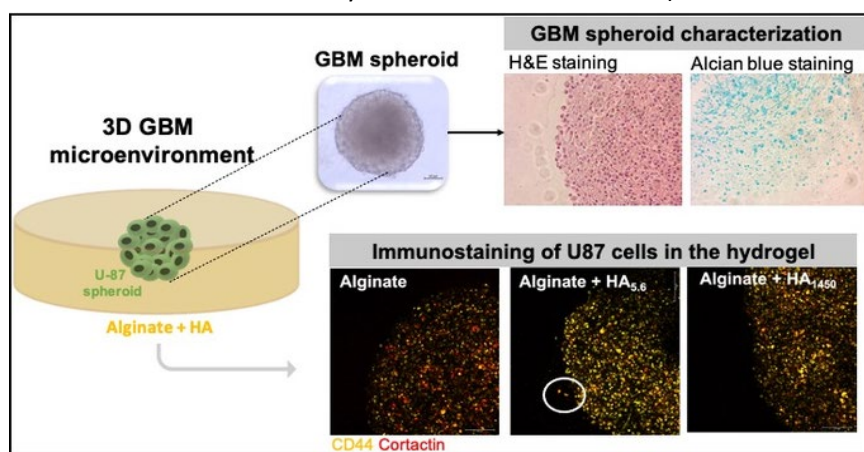 GBM spheroid characterization
GBM spheroid
H&E staining
Alcian blue staining
3D GBM
microenvironment
U-87
spheroid
Alginate + HA
Immunostaining of U87 cells in the hydrogel
Alginate
Alginate + HA5.6
Alginate + HA1450
CD44 Cortactin